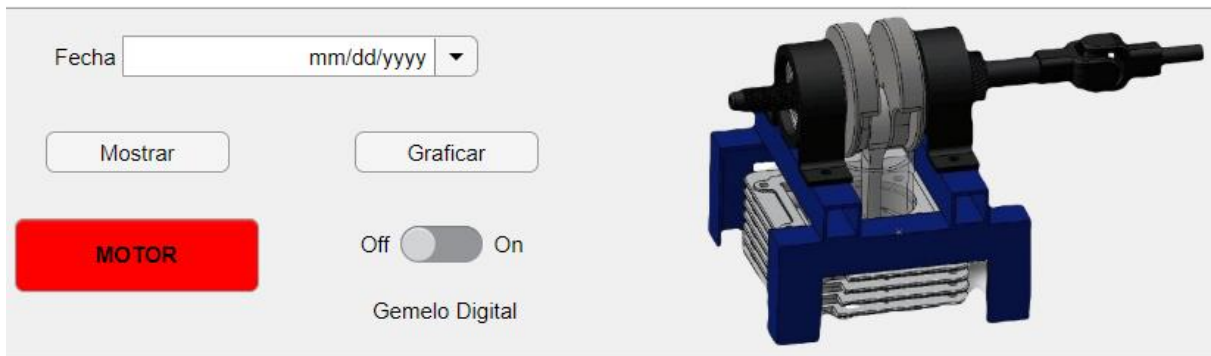 Fecha mm/dd/yyyy
Mostrar Graficar
MOTOR
Off On
Gemelo Digital